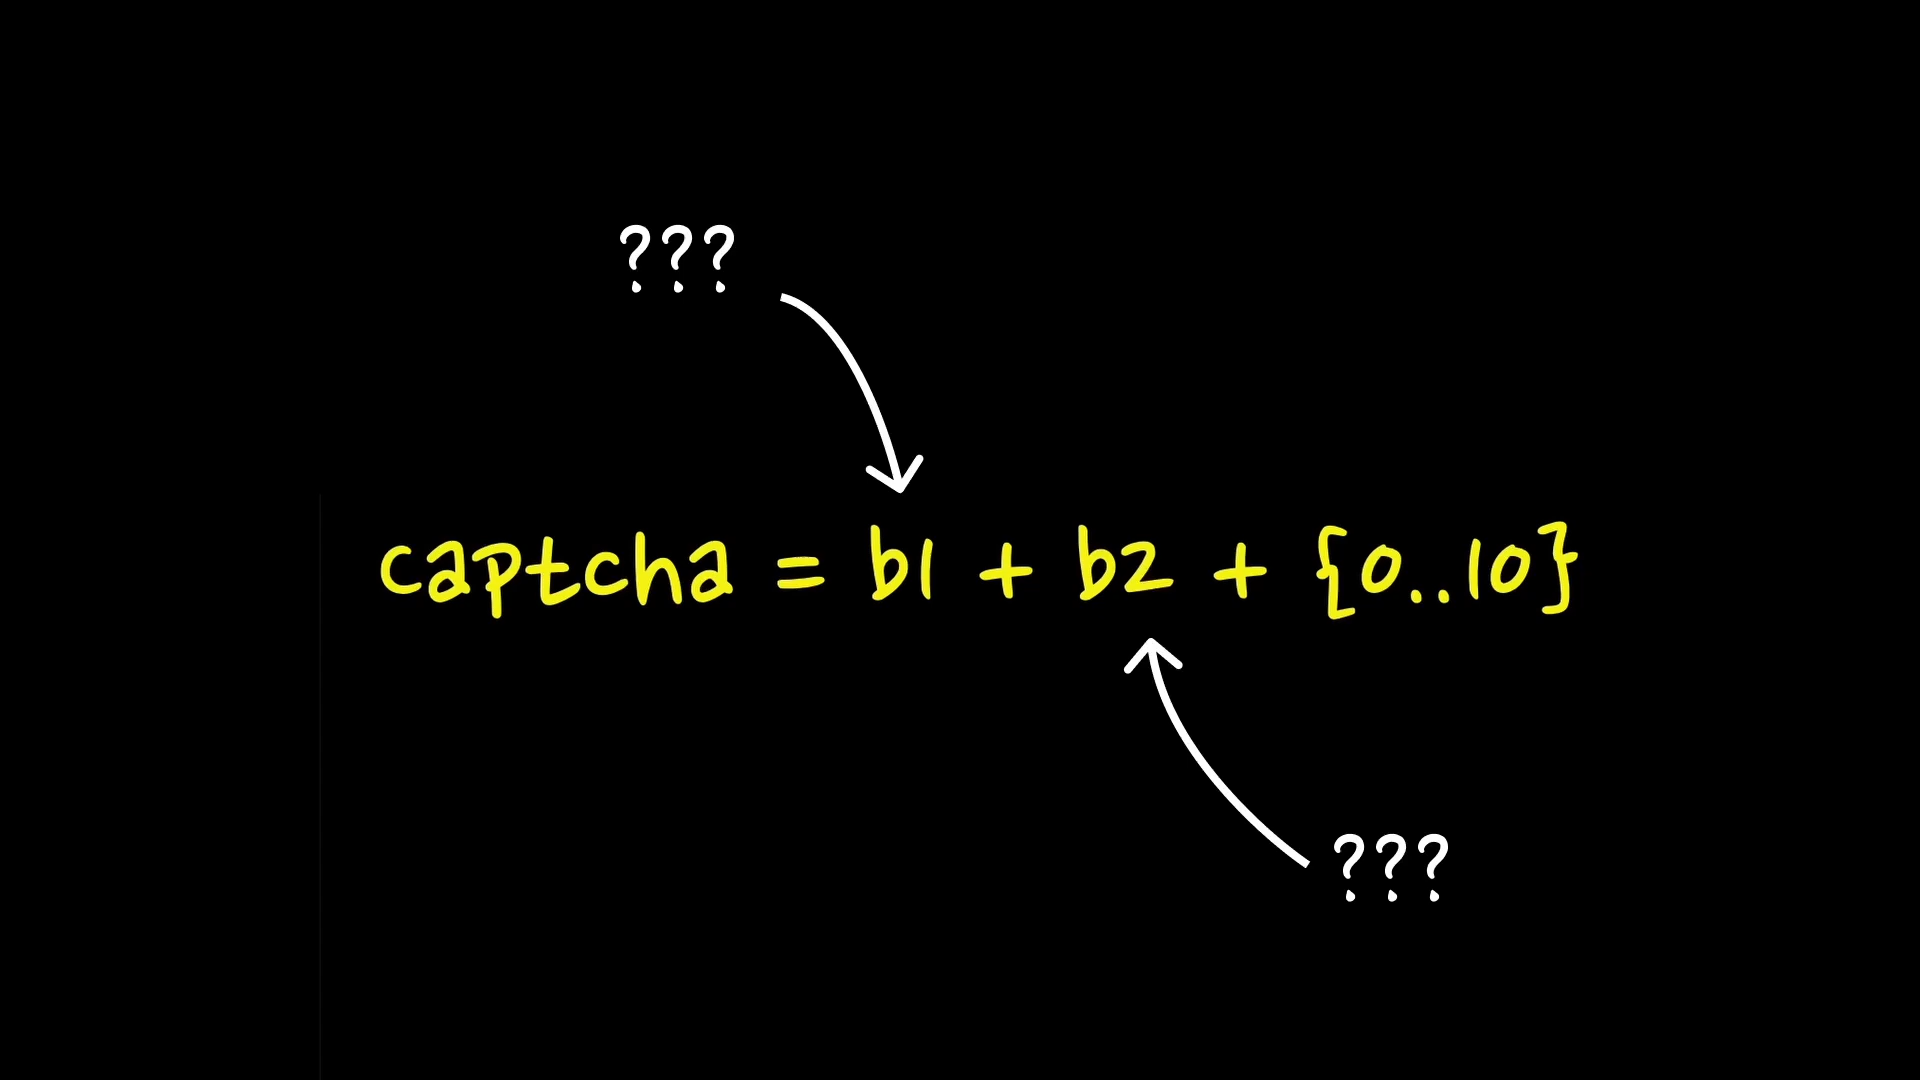 ???
captcha = b1 + b2 + {0..10}
???